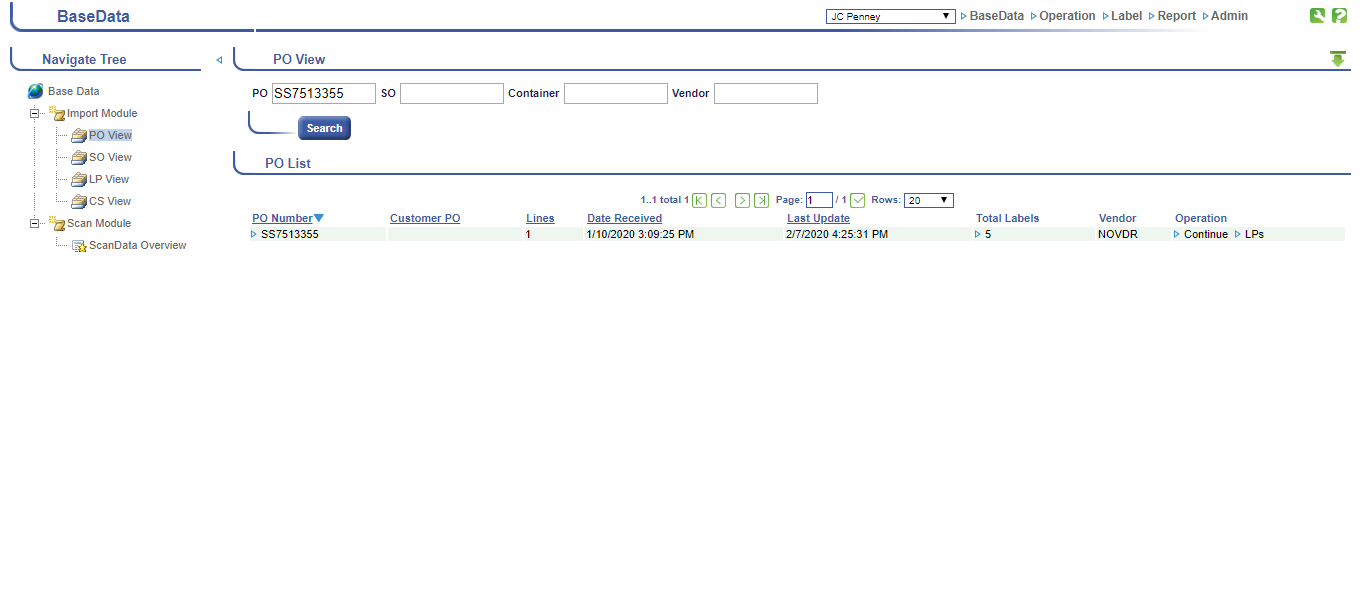 BaseData
JC Penney BaseData Operation Label Report Admin
Navigate Tree
PO View
Base Data
Import Module
PO View
SO View
LP View
CS View
Scan Module
ScanData Overview
PO SS7513355 SO Container Vendor
Search
PO List
1..1 total 1 Page: 1 / 1 Rows: 20
PO Number Customer PO Lines Date Received Last Update Total Labels Vendor Operation
SS7513355 1 1/10/2020 3:09:25 PM 2/7/2020 4:25:31 PM 5 NOVDR Continue LPs